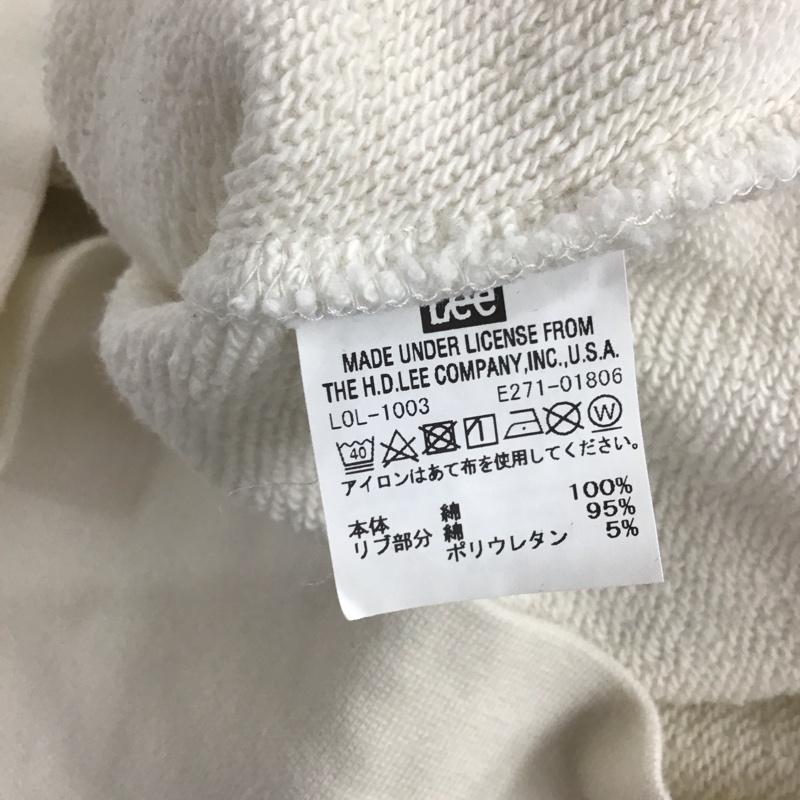 Lee
MADE UNDER LICENSE FROM
THE H.D.LEE COMPANY,INC.,U.S.A.
LOL-1003 E271-01806
40 W
アイロンはあて布を使用してください。
本体 綿 100%
リブ部分 綿 95%
ポリウレタン 5%